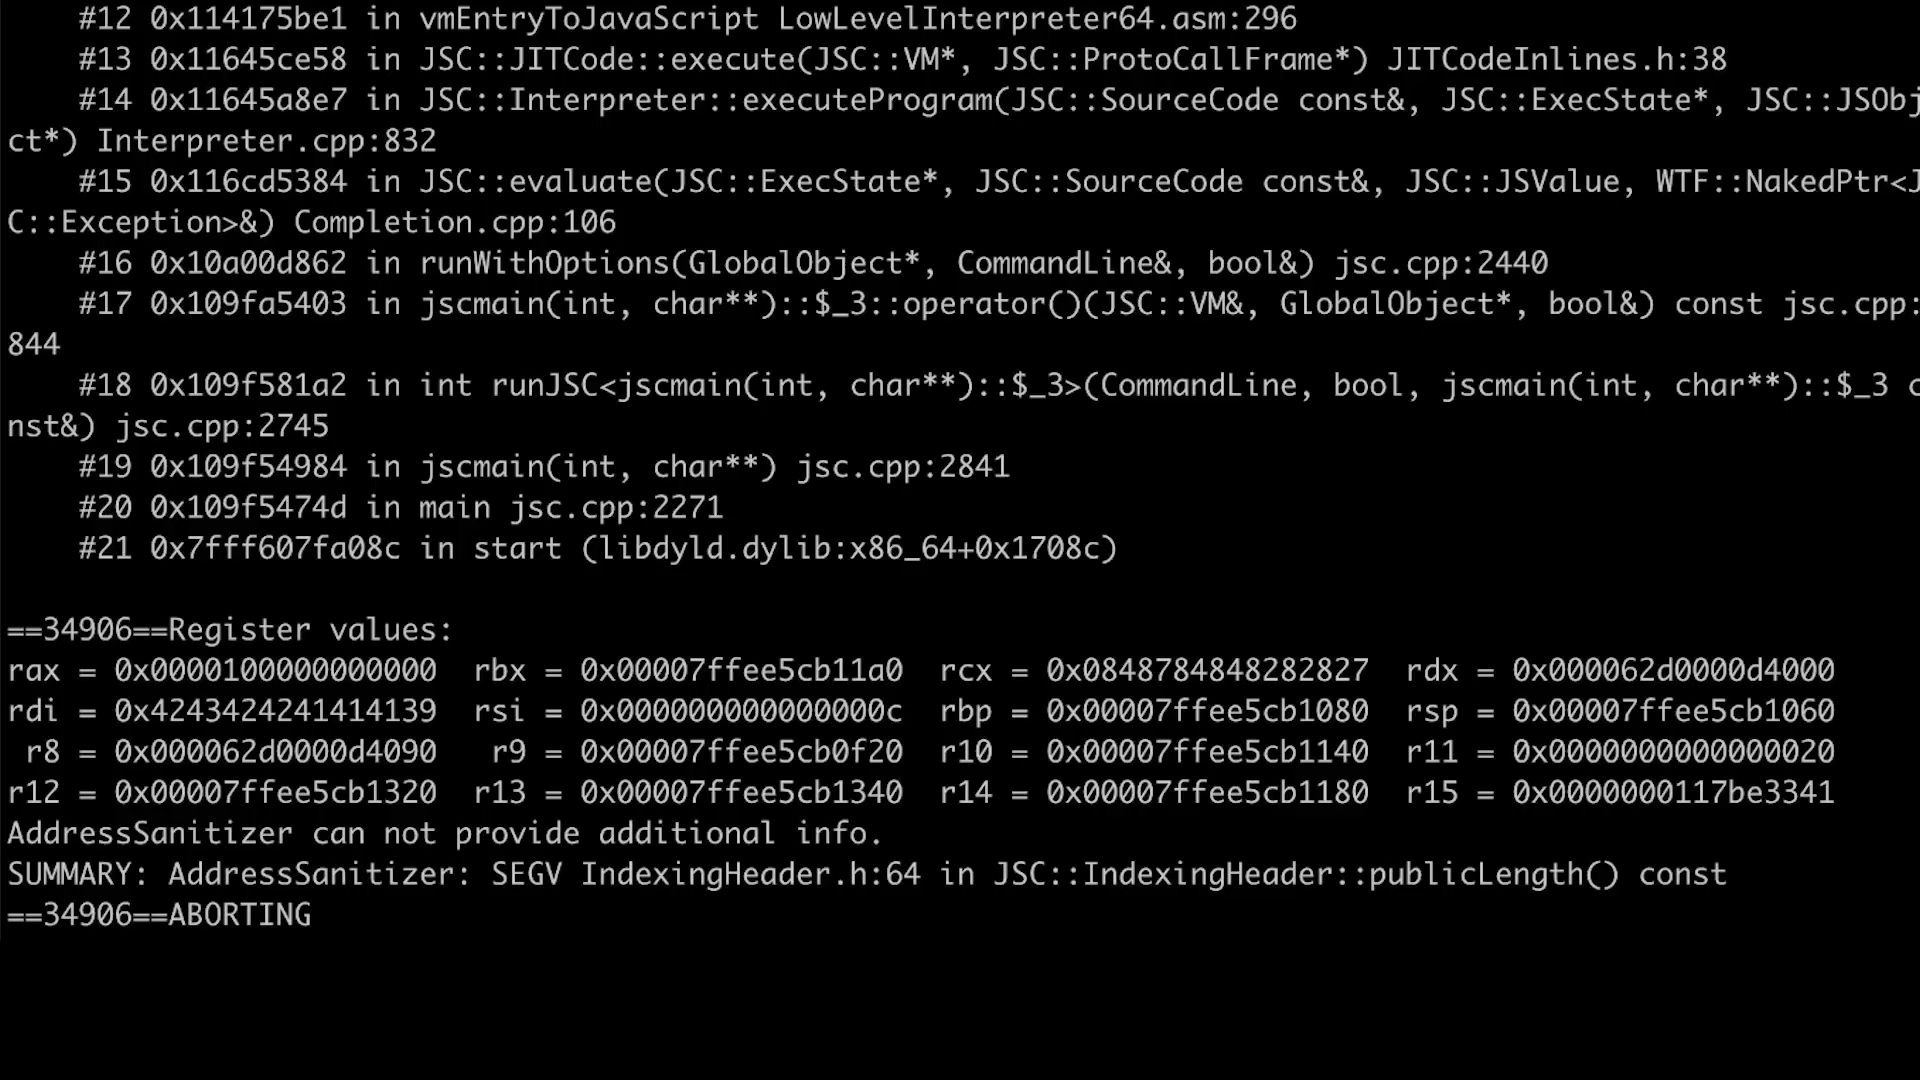 #12 0x114175be1 in vmEntryToJavaScript LowLevelInterpreter64.asm:296
#13 0x11645ce58 in JSC::JITCode::execute(JSC::VM*, JSC::ProtoCallFrame*) JITCodeInlines.h:38
#14 0x11645a8e7 in JSC::Interpreter::executeProgram(JSC::SourceCode const&, JSC::ExecState*, JSC::JSObj
ct*) Interpreter.cpp:832
#15 0x116cd5384 in JSC::evaluate(JSC::ExecState*, JSC::SourceCode const&, JSC::JSValue, WTF::NakedPtr<J
C::Exception>&) Completion.cpp:106
#16 0x10a00d862 in runWithOptions(GlobalObject*, CommandLine&, bool&) jsc.cpp:2440
#17 0x109fa5403 in jscmain(int, char**)::$_3::operator()(JSC::VM&, GlobalObject*, bool&) const jsc.cpp:
844
#18 0x109f581a2 in int runJSC<jscmain(int, char**)::$_3>(CommandLine, bool, jscmain(int, char**)::$_3 c
nst&) jsc.cpp:2745
#19 0x109f54984 in jscmain(int, char**) jsc.cpp:2841
#20 0x109f5474d in main jsc.cpp:2271
#21 0x7fff607fa08c in start (libdyld.dylib:x86_64+0x1708c)
==34906==Register values:
rax = 0x0000100000000000 rbx = 0x00007ffee5cb11a0 rcx = 0x0848784848282827 rdx = 0x000062d0000d4000
rdi = 0x4243424241414139 rsi = 0x000000000000000c rbp = 0x00007ffee5cb1080 rsp = 0x00007ffee5cb1060
r8 = 0x000062d0000d4090 r9 = 0x00007ffee5cb0f20 r10 = 0x00007ffee5cb1140 r11 = 0x0000000000000020
r12 = 0x00007ffee5cb1320 r13 = 0x00007ffee5cb1340 r14 = 0x00007ffee5cb1180 r15 = 0x0000000117be3341
AddressSanitizer can not provide additional info.
SUMMARY: AddressSanitizer: SEGV IndexingHeader.h:64 in JSC::IndexingHeader::publicLength() const
==34906==ABORTING